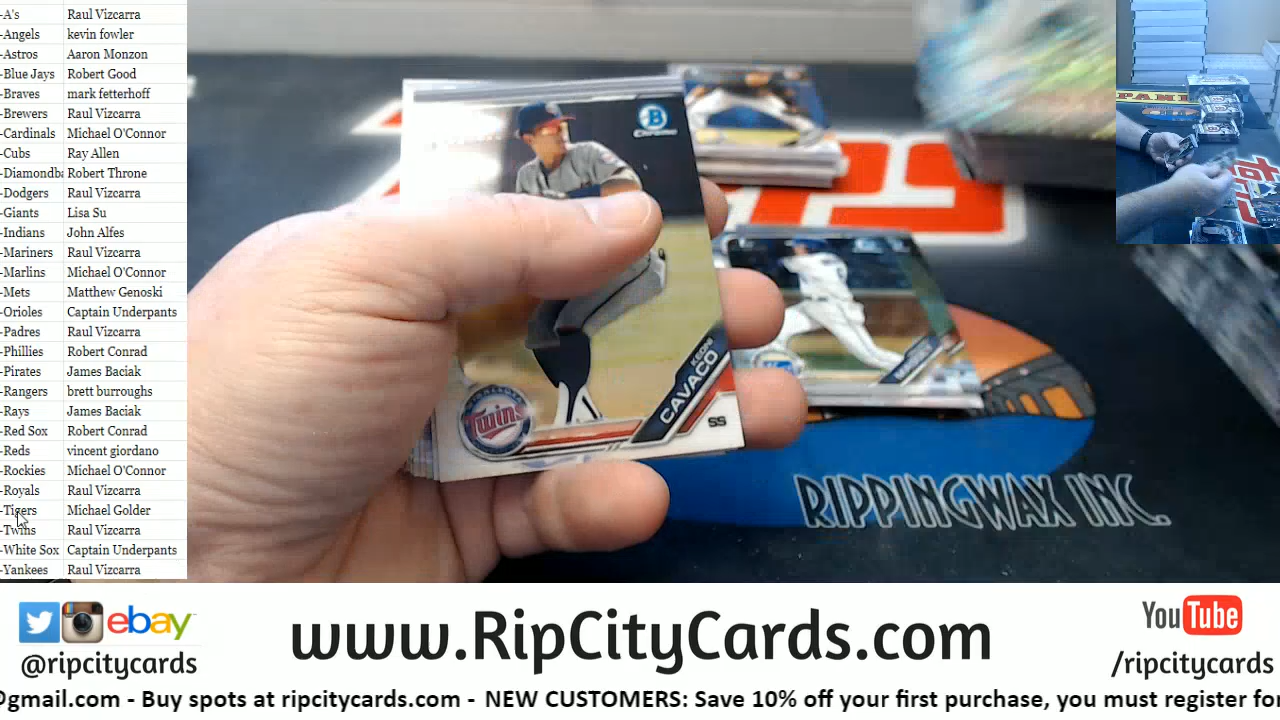 -A's Raul Vizcarra
-Angels kevin fowler
-Astros Aaron Monzon
-Blue Jays Robert Good
-Braves mark fetterhoff
-Brewers Raul Vizcarra
-Cardinals Michael O'Connor
-Cubs Ray Allen
-Diamondba Robert Throne
-Dodgers Raul Vizcarra
-Giants Lisa Su
-Indians John Alfes
-Mariners Raul Vizcarra
-Marlins Michael O'Connor
-Mets Matthew Genoski
-Orioles Captain Underpants
-Padres Raul Vizcarra
-Phillies Robert Conrad
-Pirates James Baciak
-Rangers brett burroughs
-Rays James Baciak
-Red Sox Robert Conrad
-Reds vincent giordano
-Rockies Michael O'Connor
-Royals Raul Vizcarra
-Tigers Michael Golder
-Twins Raul Vizcarra
-White Sox Captain Underpants
-Yankees Raul Vizcarra
B
Chrome
KEONI
CAVACO
SS
Twins
RIPPINGWAX INC.
PANINI
ebay
@ripcitycards
www.RipCityCards.com
YouTube
/ripcitycards
@gmail.com - Buy spots at ripcitycards.com - NEW CUSTOMERS: Save 10% off your first purchase, you must register for